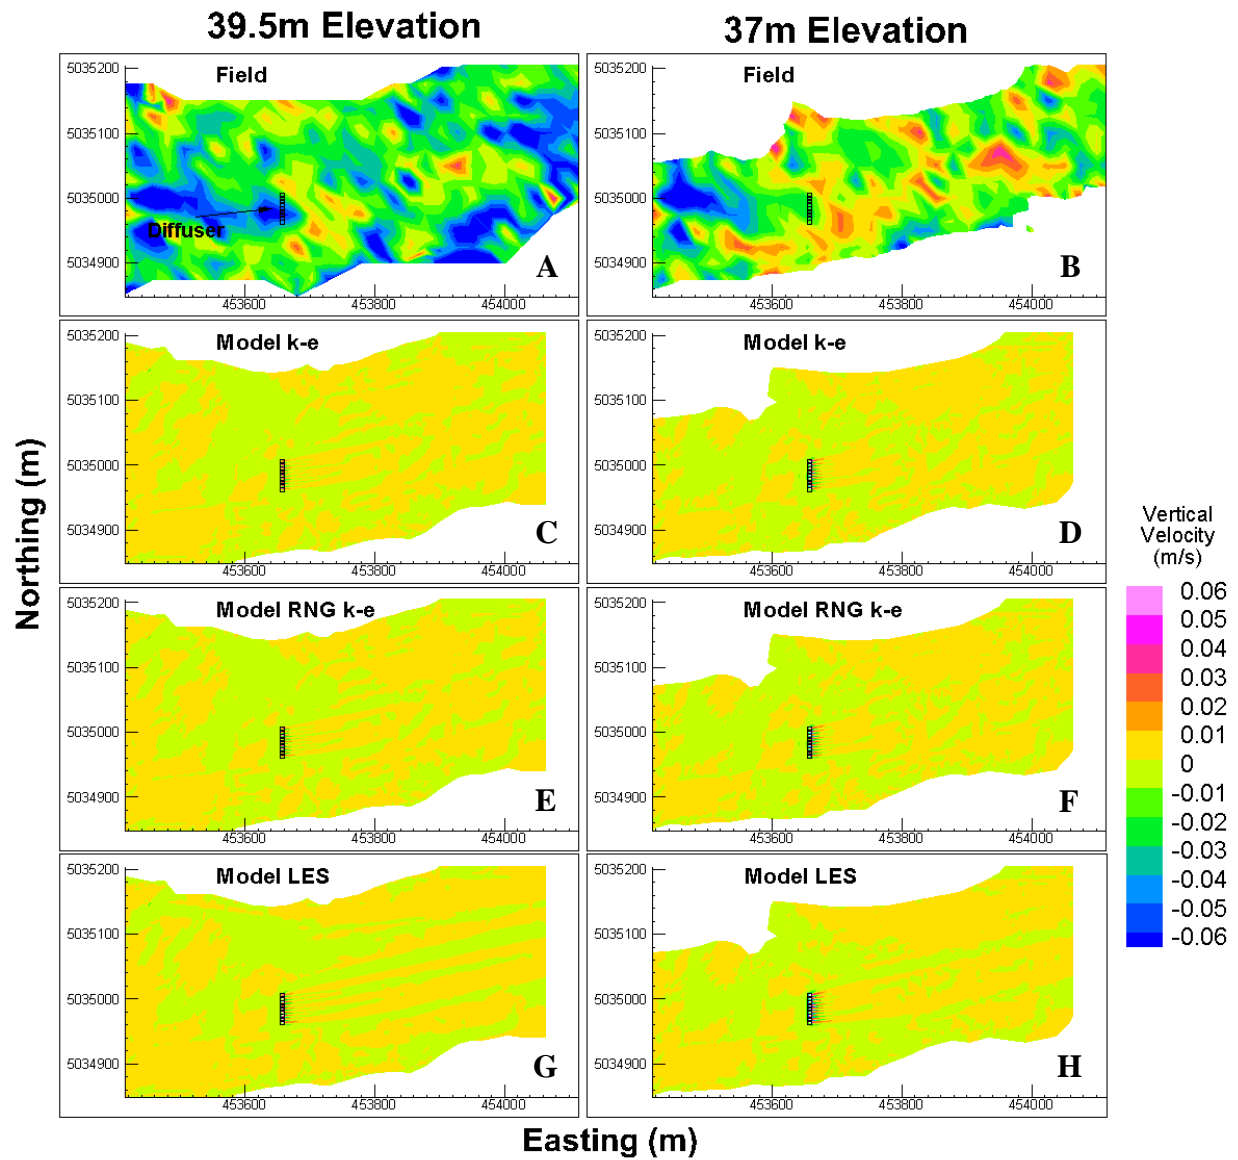 39.5m Elevation
37m Elevation
Northing (m)
Field
5035200
5035100
5035000
5034900
Diffuser
A
453600
453800
454000
Field
5035200
5035100
5035000
5034900
B
453600
453800
454000
Model k-e
5035200
5035100
5035000
5034900
C
453600
453800
454000
Model k-e
5035200
5035100
5035000
5034900
D
453600
453800
454000
Model RNG k-e
5035200
5035100
5035000
5034900
E
453600
453800
454000
Model RNG k-e
5035200
5035100
5035000
5034900
F
453600
453800
454000
Model LES
5035200
5035100
5035000
5034900
G
453600
453800
454000
Model LES
5035200
5035100
5035000
5034900
H
453600
453800
454000
Vertical
Velocity
(m/s)
0.06
0.05
0.04
0.03
0.02
0.01
0
-0.01
-0.02
-0.03
-0.04
-0.05
-0.06
Easting (m)